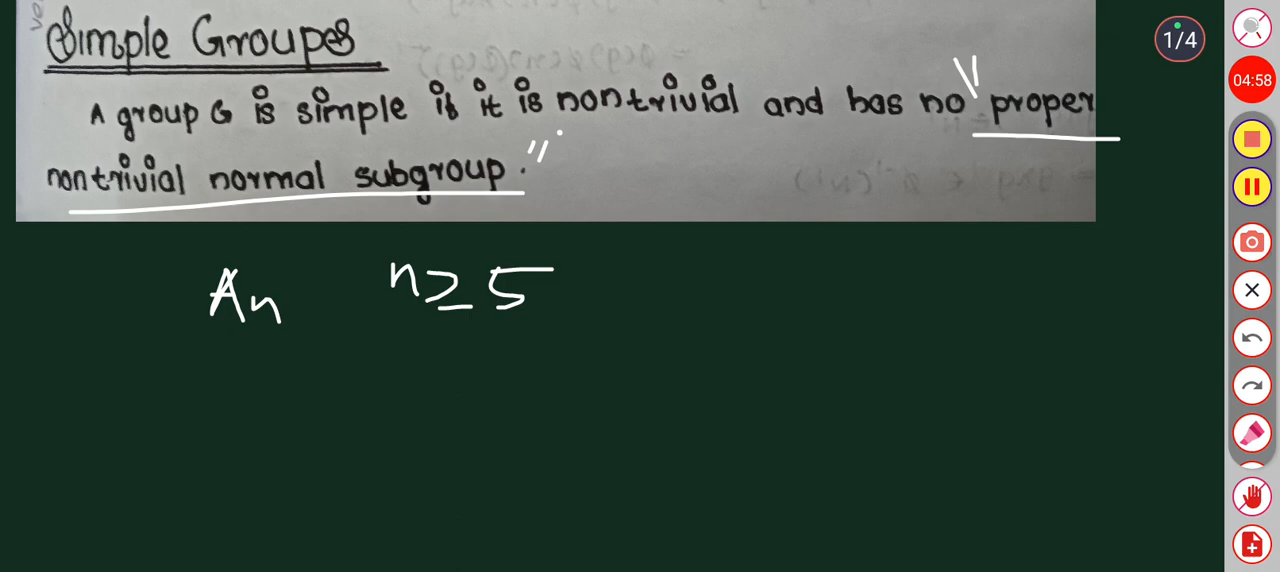 Simple Groups
A group G is simple if it is nontrivial and has no "proper
nontrivial normal subgroup."
An n ≥ 5
1/4
04:58